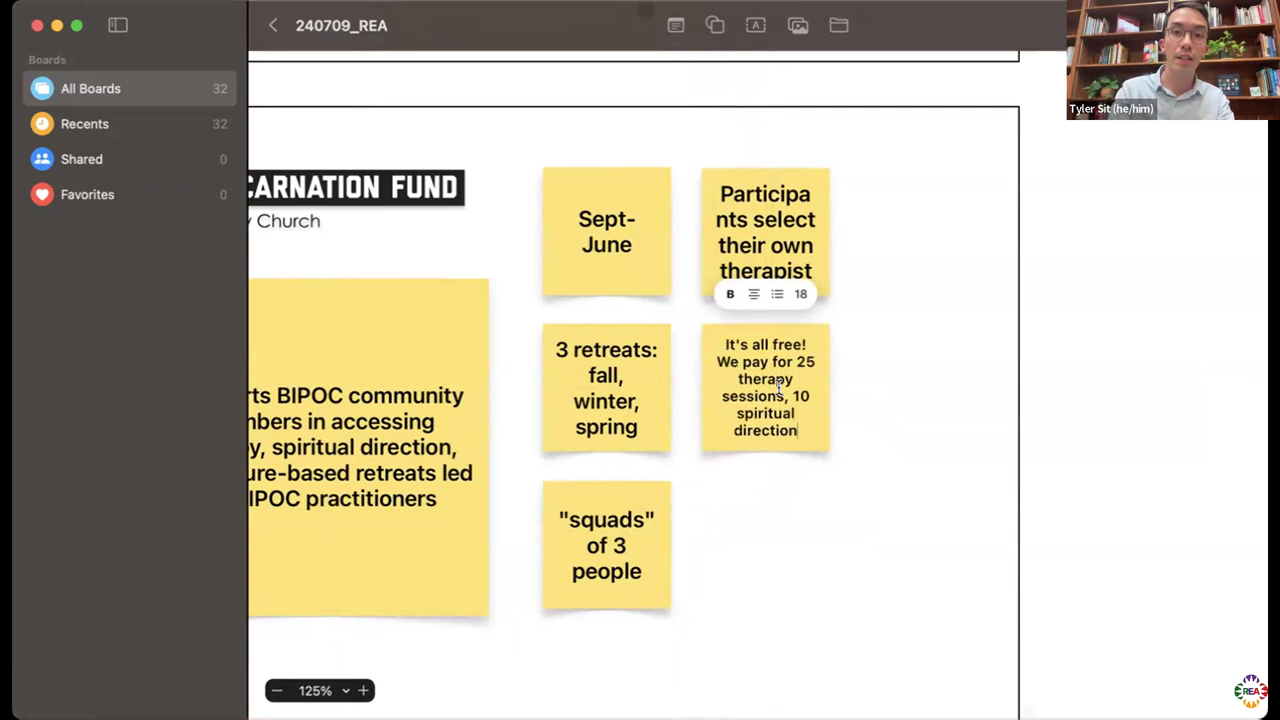 240709_REA
Boards
All Boards 32
Recents 32
Shared 0
Favorites 0
Tyler Sit (he/him)
CARNATION FUND
Church
rts BIPOC community
nbers in accessing
y, spiritual direction,
ure-based retreats led
IPOC practitioners
Sept-
June
3 retreats:
fall,
winter,
spring
"squads"
of 3
people
Participa
nts select
their own
therapist
B 18
It's all free!
We pay for 25
therapy
sessions, 10
spiritual
direction
125%
REA